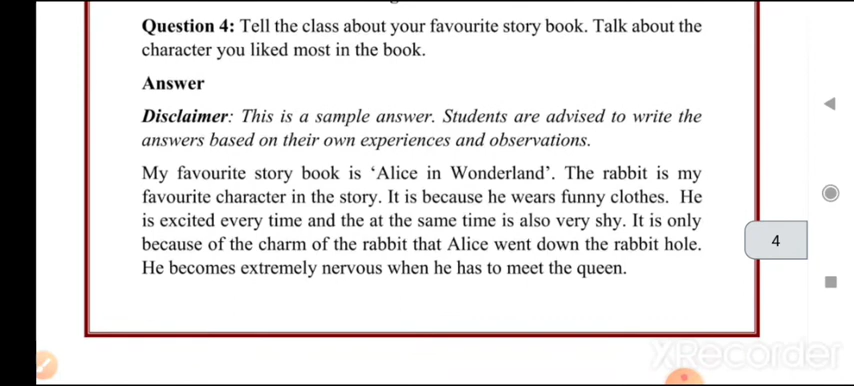 Question 4: Tell the class about your favourite story book. Talk about the
character you liked most in the book.
Answer
Disclaimer: This is a sample answer. Students are advised to write the
answers based on their own experiences and observations.
My favourite story book is ‘Alice in Wonderland’. The rabbit is my
favourite character in the story. It is because he wears funny clothes. He
is excited every time and the at the same time is also very shy. It is only
because of the charm of the rabbit that Alice went down the rabbit hole.
He becomes extremely nervous when he has to meet the queen.
4
XRecorder